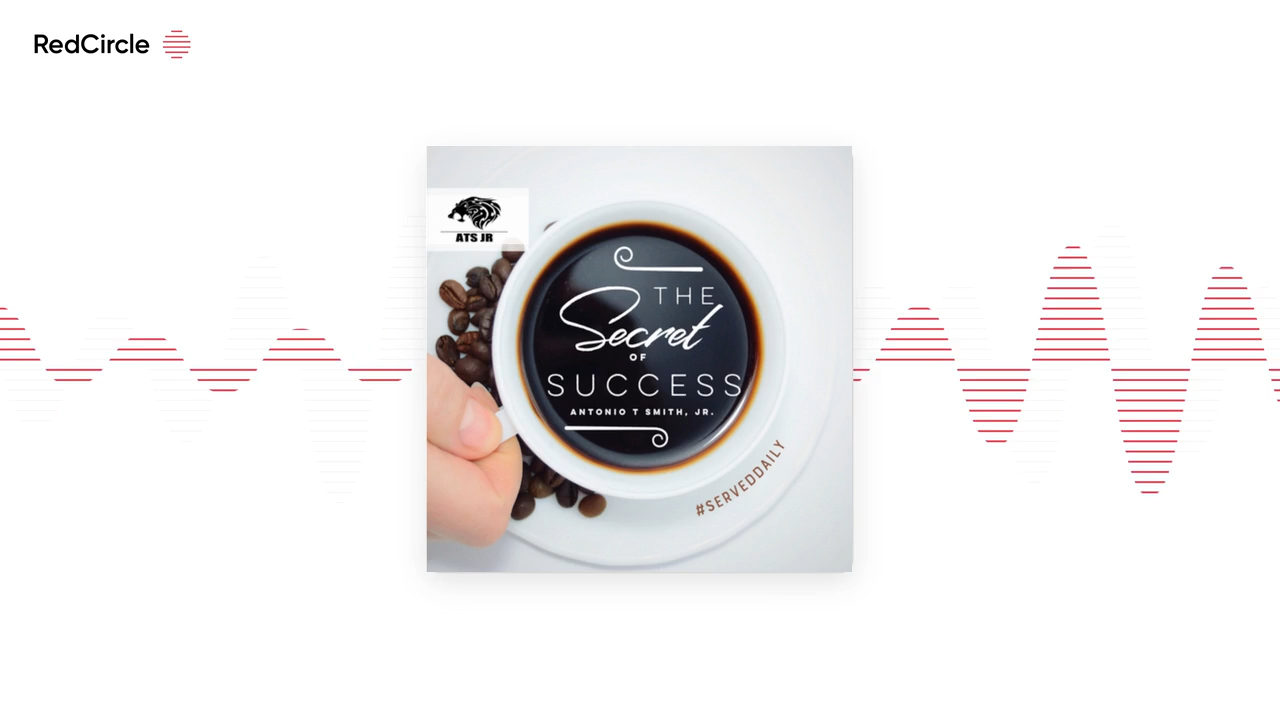 RedCircle
ATS JR
THE
Secret
OF
SUCCESS
ANTONIO T SMITH, JR.
#SERVEDDAILY